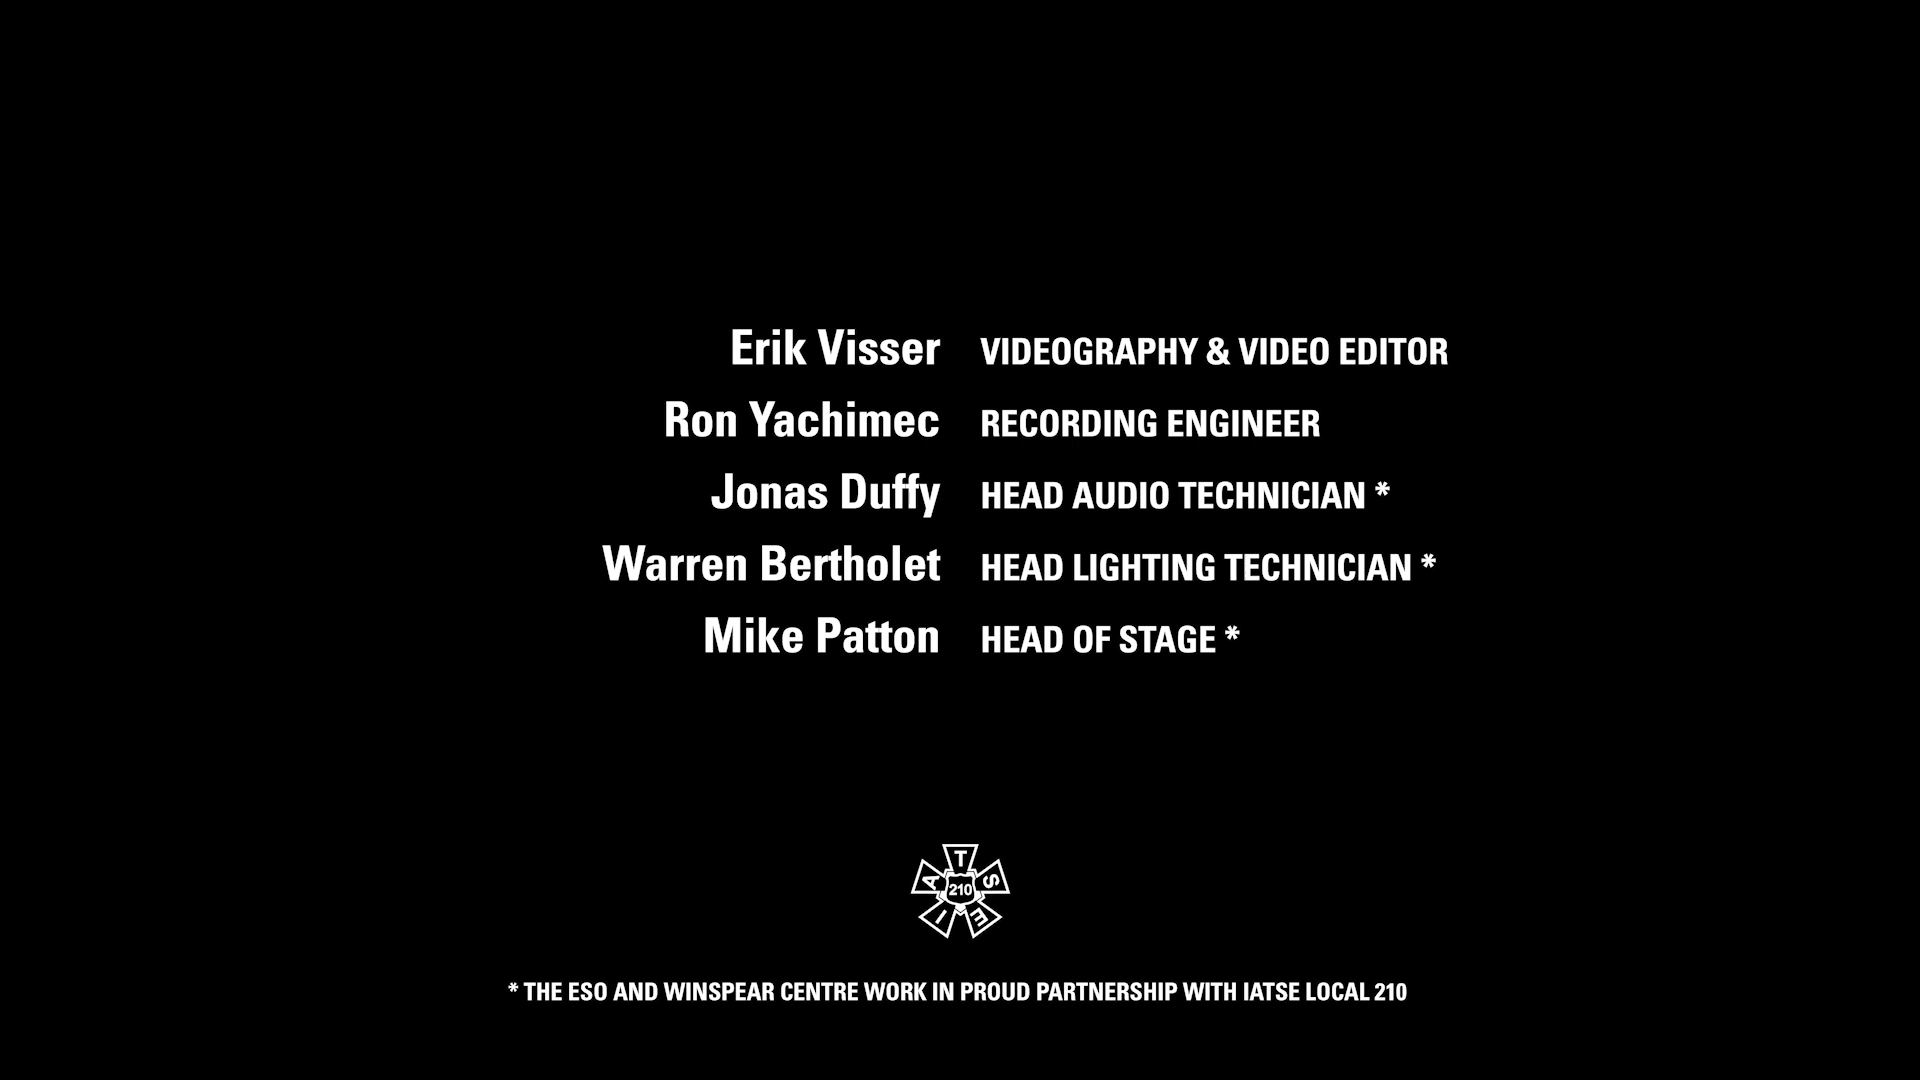 Erik Visser VIDEOGRAPHY & VIDEO EDITOR
Ron Yachimec RECORDING ENGINEER
Jonas Duffy HEAD AUDIO TECHNICIAN *
Warren Bertholet HEAD LIGHTING TECHNICIAN *
Mike Patton HEAD OF STAGE *
I A T S E
210
* THE ESO AND WINSPEAR CENTRE WORK IN PROUD PARTNERSHIP WITH IATSE LOCAL 210